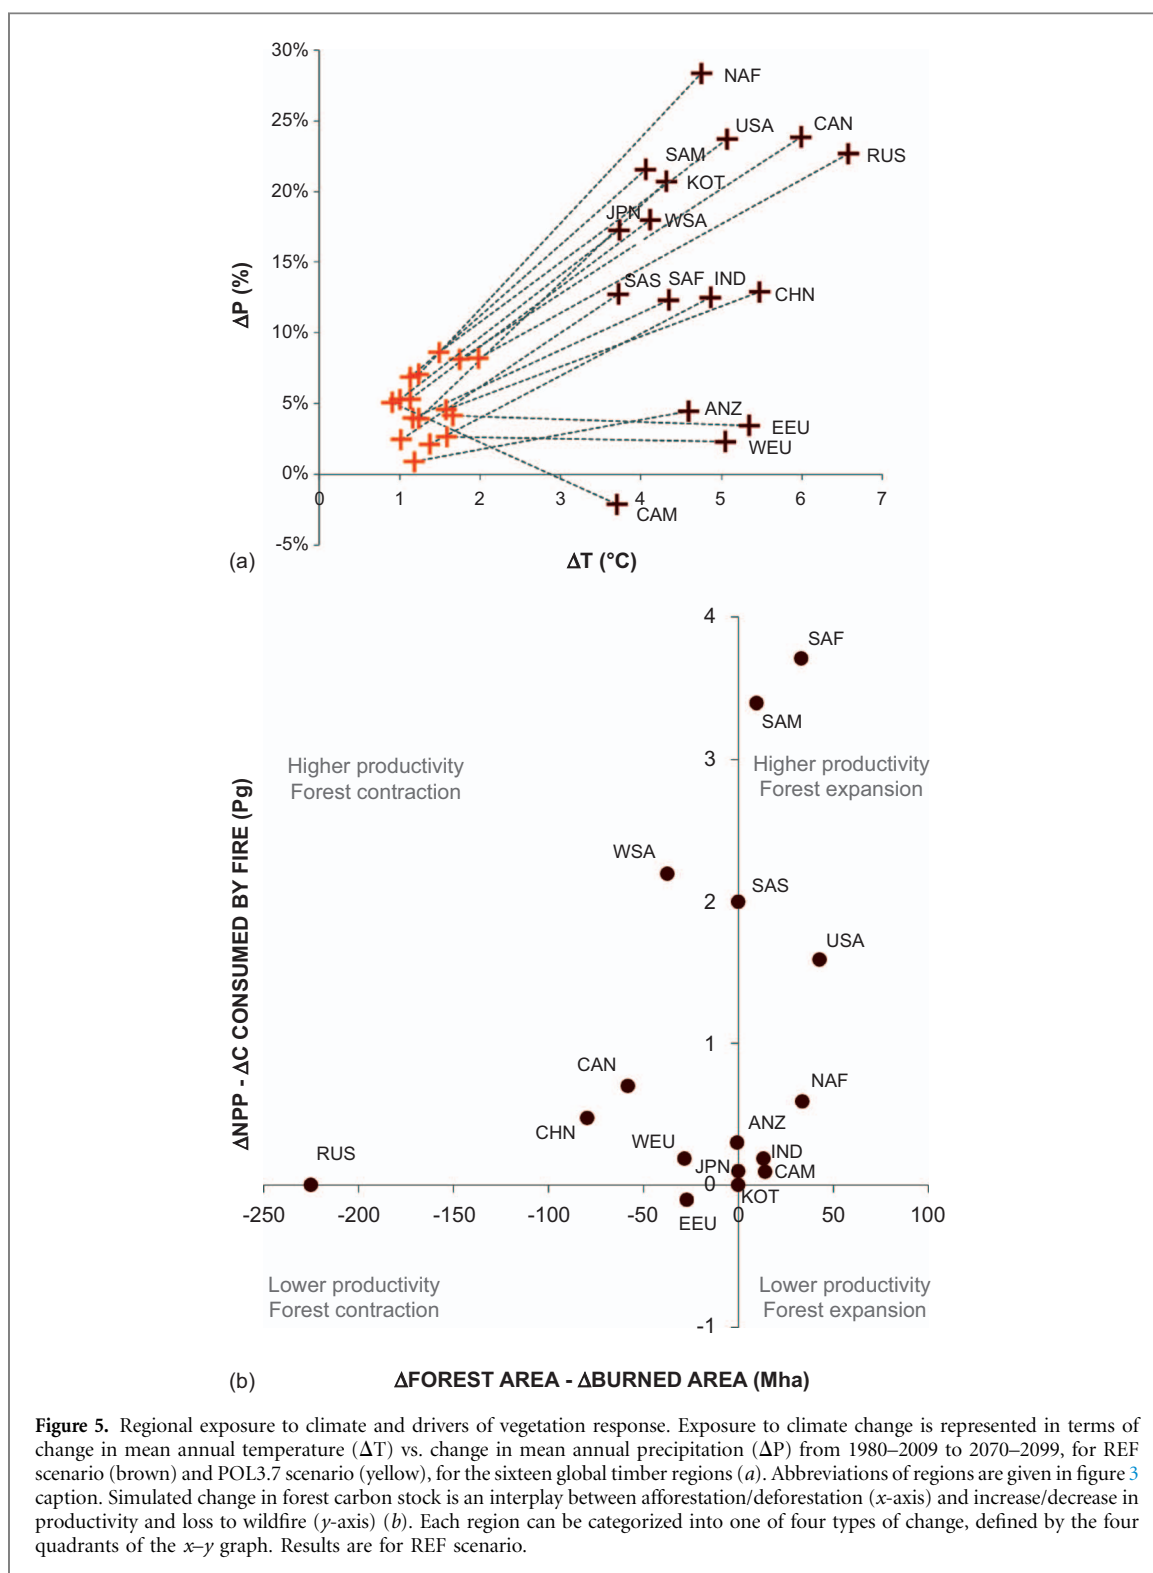 30%
NAF
25%
USA
CAN
SAM
RUS
20%
KOT
JPN
WSA
15%
SAS
SAF
IND
CHN
10%
5%
ANZ
EEU
WEU
0%
0
1
2
3
4
5
6
7
CAM
-5%
ΔP (%)
(a)
ΔT (°C)
4
SAF
SAM
3
Higher productivity
Forest contraction
Higher productivity
Forest expansion
WSA
SAS
2
USA
1
CAN
NAF
CHN
ANZ
WEU
IND
RUS
JPN
CAM
0
KOT
-250
-200
-150
-100
-50
0
50
100
EEU
Lower productivity
Forest contraction
Lower productivity
Forest expansion
-1
ΔNPP - ΔC CONSUMED BY FIRE (Pg)
(b)
ΔFOREST AREA - ΔBURNED AREA (Mha)
Figure 5. Regional exposure to climate and drivers of vegetation response. Exposure to climate change is represented in terms of
change in mean annual temperature (ΔT) vs. change in mean annual precipitation (ΔP) from 1980–2009 to 2070–2099, for REF
scenario (brown) and POL3.7 scenario (yellow), for the sixteen global timber regions (a). Abbreviations of regions are given in figure 3
caption. Simulated change in forest carbon stock is an interplay between afforestation/deforestation (x-axis) and increase/decrease in
productivity and loss to wildfire (y-axis) (b). Each region can be categorized into one of four types of change, defined by the four
quadrants of the x–y graph. Results are for REF scenario.